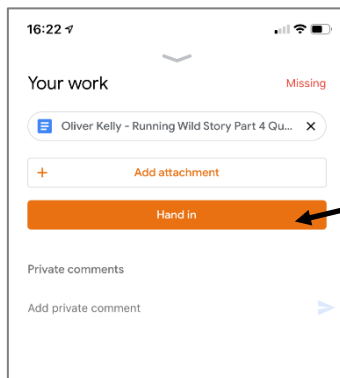 16:22
Your work
Missing
Oliver Kelly - Running Wild Story Part 4 Qu...
Add attachment
Hand in
Private comments
Add private comment